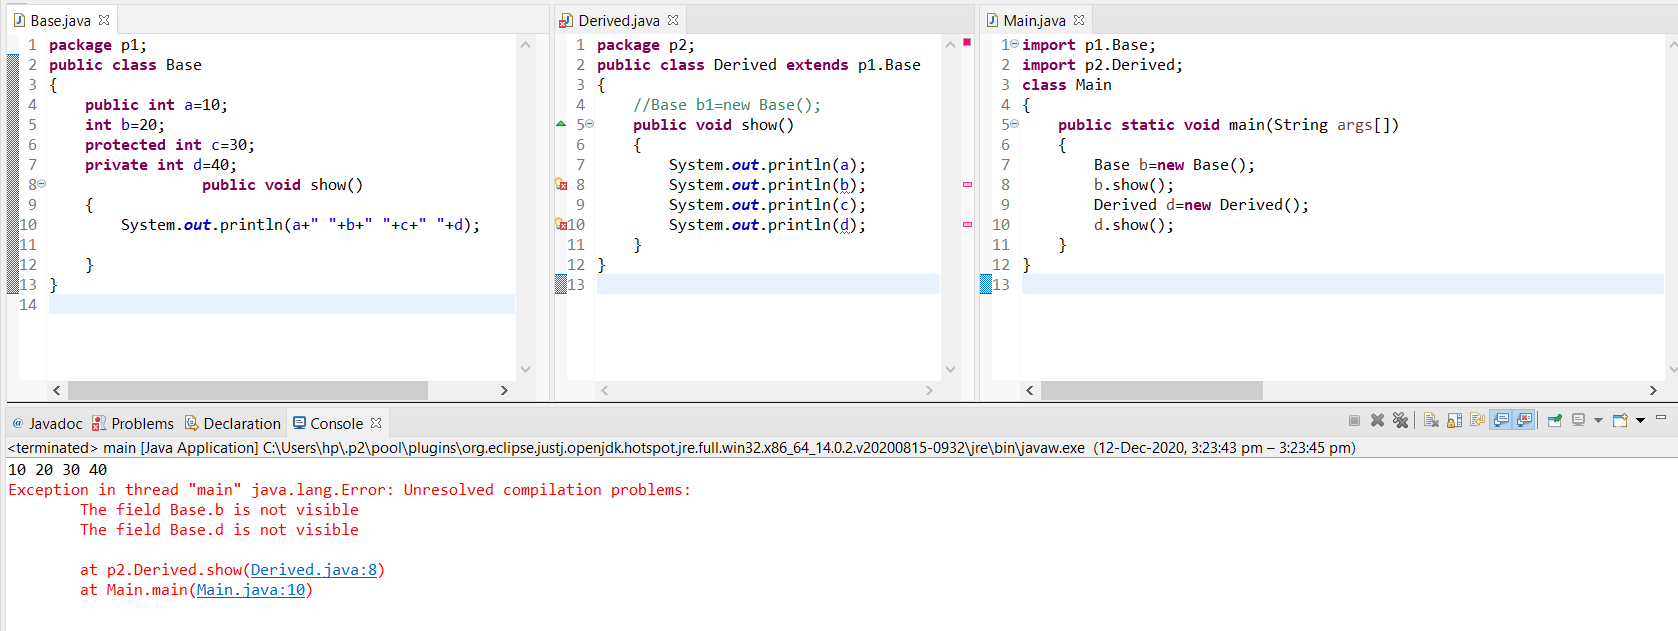 Base.java
1 package p1;
2 public class Base
3 {
4     public int a=10;
5     int b=20;
6     protected int c=30;
7     private int d=40;
8                  public void show()
9     {
10         System.out.println(a+" "+b+" "+c+" "+d);
11
12     }
13 }
14
Derived.java
1 package p2;
2 public class Derived extends p1.Base
3 {
4     //Base b1=new Base();
5     public void show()
6     {
7         System.out.println(a);
8         System.out.println(b);
9         System.out.println(c);
10         System.out.println(d);
11     }
12 }
13
Main.java
1 import p1.Base;
2 import p2.Derived;
3 class Main
4 {
5     public static void main(String args[])
6     {
7         Base b=new Base();
8         b.show();
9         Derived d=new Derived();
10         d.show();
11     }
12 }
13
@ Javadoc Problems Declaration Console
<terminated> main [Java Application] C:\Users\hp\.p2\pool\plugins\org.eclipse.justj.openjdk.hotspot.jre.full.win32.x86_64_14.0.2.v20200815-0932\jre\bin\javaw.exe (12-Dec-2020, 3:23:43 pm – 3:23:45 pm)
10 20 30 40
Exception in thread "main" java.lang.Error: Unresolved compilation problems:
        The field Base.b is not visible
        The field Base.d is not visible

        at p2.Derived.show(Derived.java:8)
        at Main.main(Main.java:10)